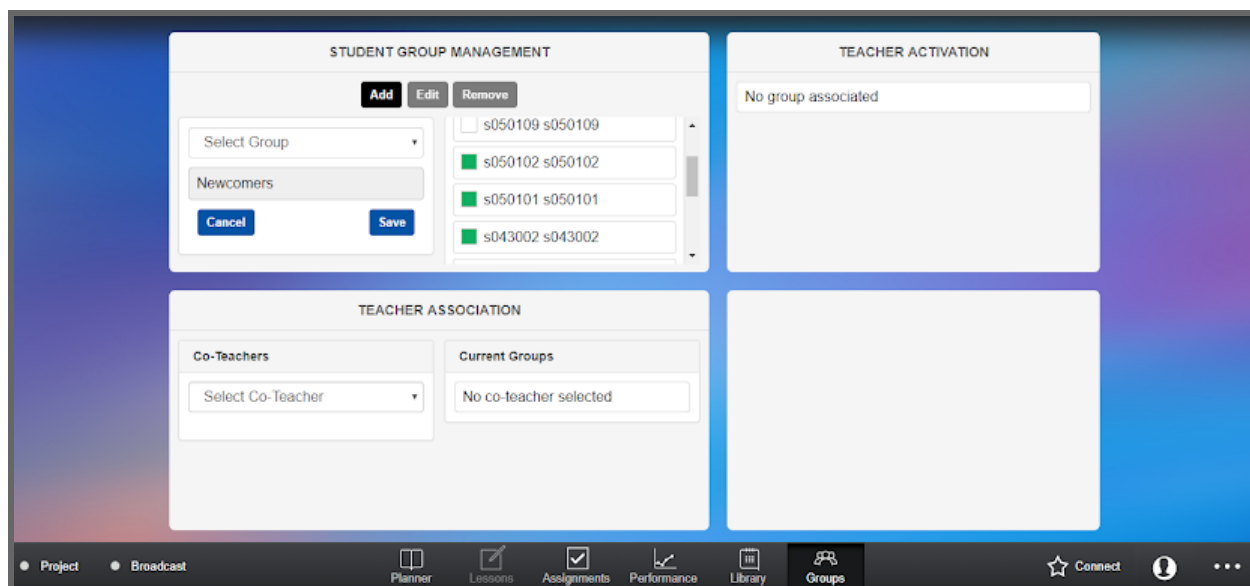 STUDENT GROUP MANAGEMENT
Add Edit Remove
Select Group
Newcomers
Cancel Save
s050109 s050109
s050102 s050102
s050101 s050101
s043002 s043002
TEACHER ACTIVATION
No group associated
TEACHER ASSOCIATION
Co-Teachers
Select Co-Teacher
Current Groups
No co-teacher selected
Project Broadcast Planner Lessons Assignments Performance Library Groups Connect